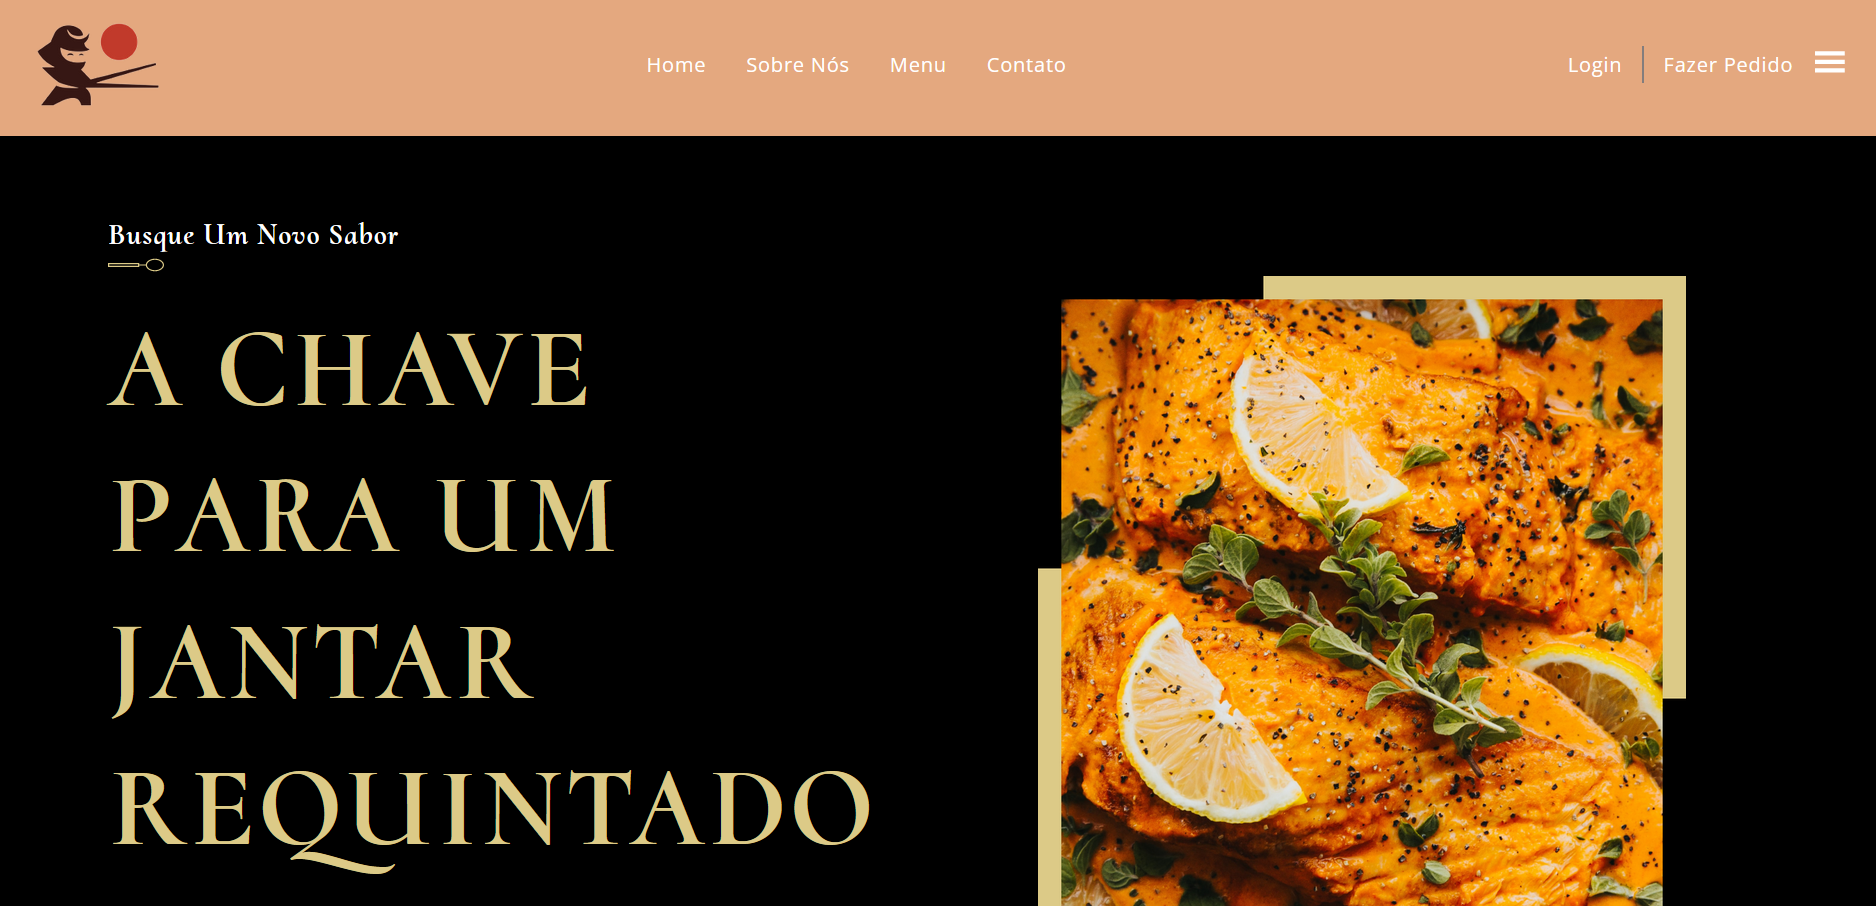 Home Sobre Nós Menu Contato Login Fazer Pedido
Busque Um Novo Sabor
A CHAVE
PARA UM
JANTAR
REQUINTADO